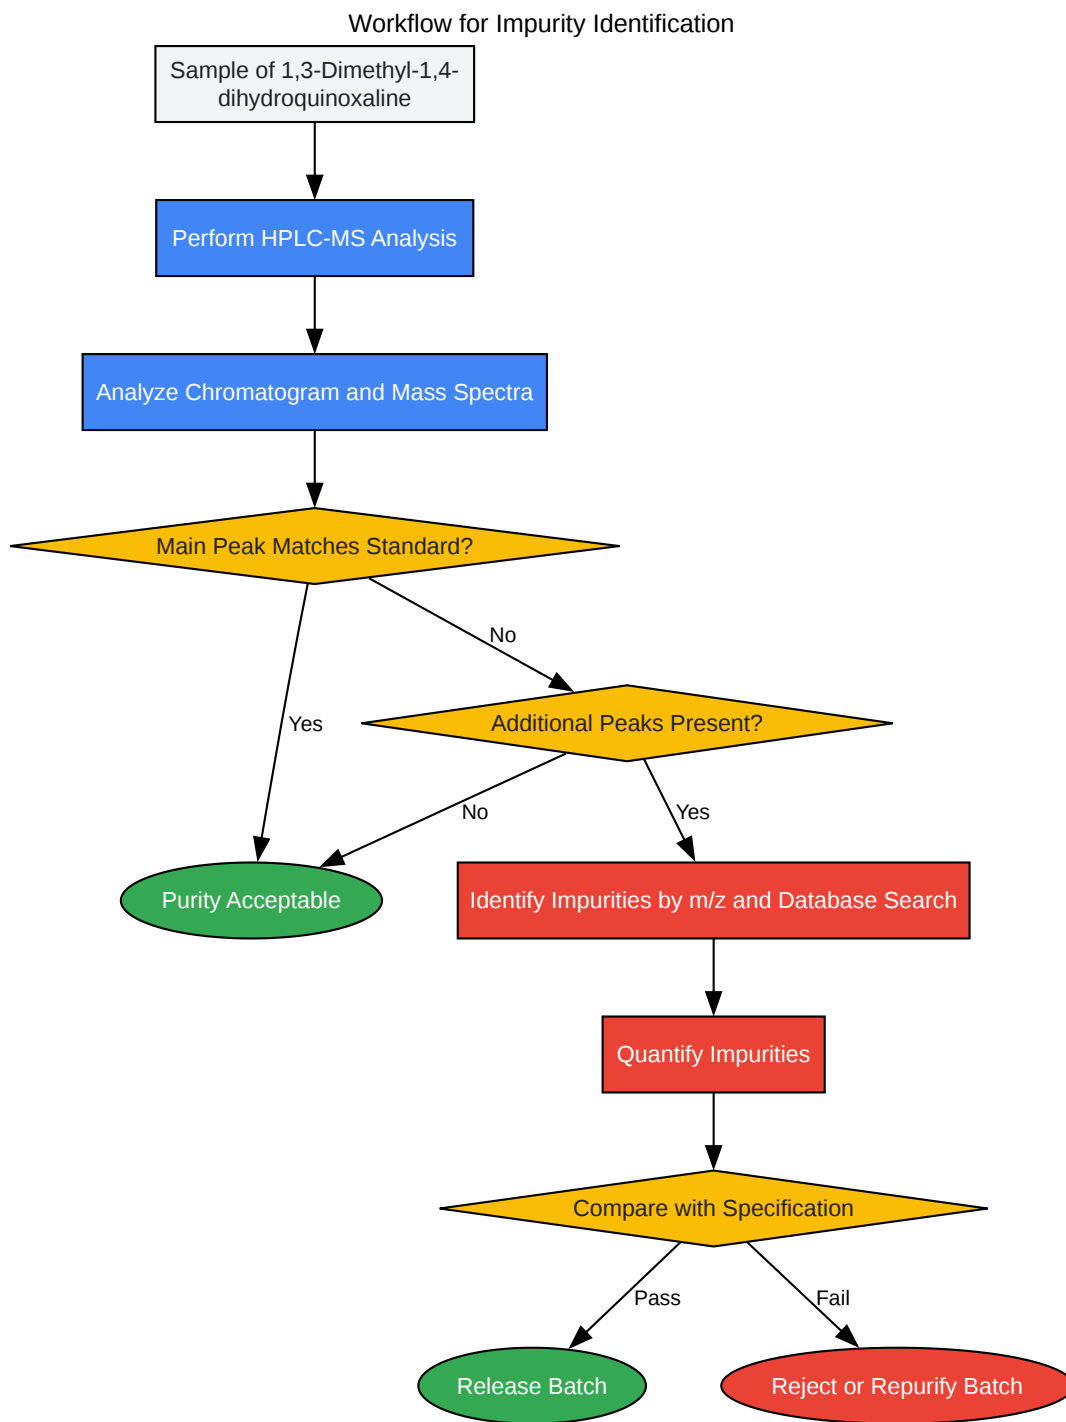 Workflow for Impurity Identification
Sample of 1,3-Dimethyl-1,4-
dihydroquinoxaline
Perform HPLC-MS Analysis
Analyze Chromatogram and Mass Spectra
Main Peak Matches Standard?
No
Additional Peaks Present?
Yes
No
Yes
Purity Acceptable
Identify Impurities by m/z and Database Search
Quantify Impurities
Compare with Specification
Pass
Fail
Release Batch
Reject or Repurify Batch